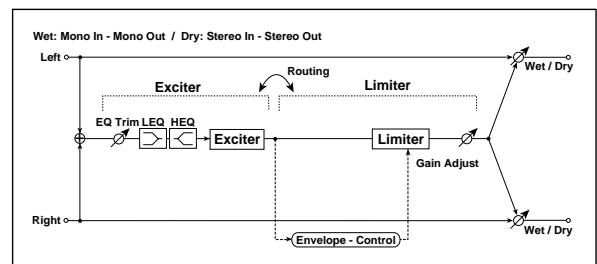 Wet: Mono In - Mono Out / Dry: Stereo In - Stereo Out
Left
Wet / Dry
Routing
Exciter
Limiter
EQ Trim
LEQ
HEQ
Exciter
Limiter
Gain Adjust
Right
Wet / Dry
Envelope - Control